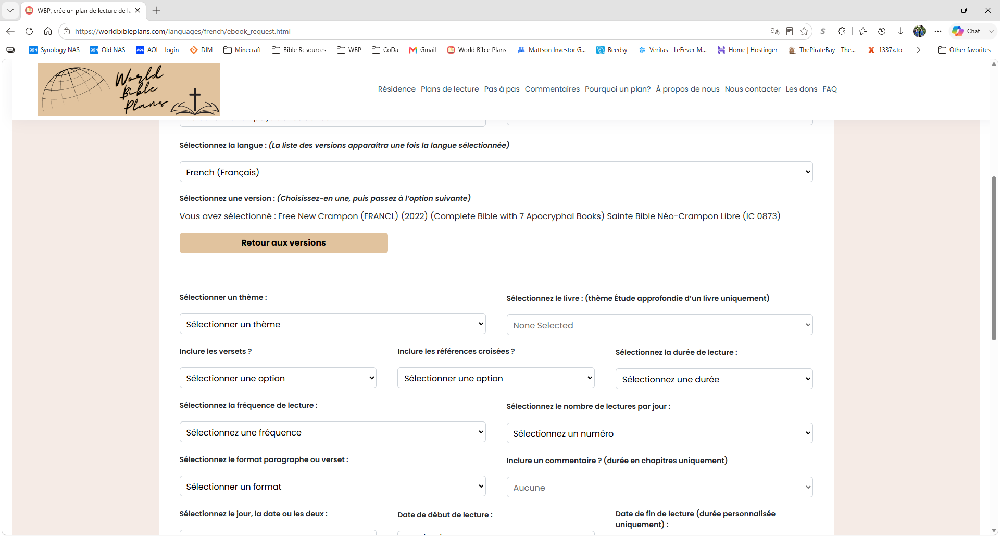 WBP, crée un plan de lecture de la
https://worldbibleplans.com/languages/french/ebook_request.html
Chat
Synology NAS
Old NAS
AOL - login
DIM
Minecraft
Bible Resources
WBP
CoDa
Gmail
World Bible Plans
Mattson Investor G...
Reedsy
Veritas - LeFever M...
Home | Hostinger
ThePirateBay - The...
1337x.to
Other favorites
World
Bible
Plans
Résidence Plans de lecture Pas à pas Commentaires Pourquoi un plan? À propos de nous Nous contacter Les dons FAQ
Sélectionnez la langue : (La liste des versions apparaîtra une fois la langue sélectionnée)
French (Français)
Sélectionnez une version : (Choisissez-en une, puis passez à l’option suivante)
Vous avez sélectionné : Free New Crampon (FRANCL) (2022) (Complete Bible with 7 Apocryphal Books) Sainte Bible Néo-Crampon Libre (IC 0873)
Retour aux versions
Sélectionner un thème :
Sélectionnez le livre : (thème Étude approfondie d’un livre uniquement)
Sélectionner un thème
None Selected
Inclure les versets ?
Inclure les références croisées ?
Sélectionnez la durée de lecture :
Sélectionner une option
Sélectionner une option
Sélectionnez une durée
Sélectionnez la fréquence de lecture :
Sélectionnez le nombre de lectures par jour :
Sélectionnez une fréquence
Sélectionnez un numéro
Sélectionnez le format paragraphe ou verset :
Inclure un commentaire ? (durée en chapitres uniquement)
Sélectionner un format
Aucune
Sélectionnez le jour, la date ou les deux :
Date de début de lecture :
Date de fin de lecture (durée personnalisée
uniquement) :